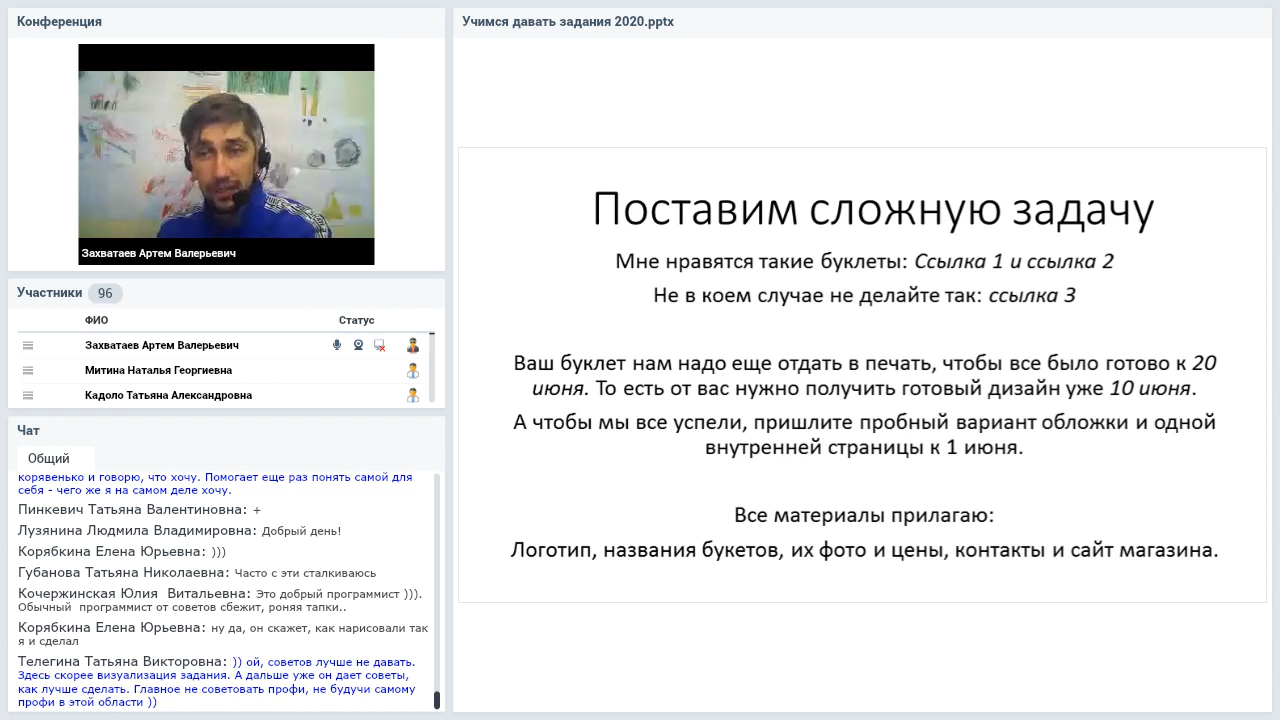 Конференция
Захватаев Артем Валерьевич
Участники 96
ФИО Статус
Захватаев Артем Валерьевич
Митина Наталья Георгиевна
Кадоло Татьяна Александровна
Чат
Общий
корявенько и говорю, что хочу. Помогает еще раз понять самой для
себя - чего же я на самом деле хочу.
Пинкевич Татьяна Валентиновна: +
Лузянина Людмила Владимировна: Добрый день!
Корябкина Елена Юрьевна: )))
Губанова Татьяна Николаевна: Часто с эти сталкиваюсь
Кочержинская Юлия  Витальевна: Это добрый программист ))).
Обычный  программист от советов сбежит, роняя тапки..
Корябкина Елена Юрьевна: ну да, он скажет, как нарисовали так
я и сделал
Телегина Татьяна Викторовна: )) ой, советов лучше не давать.
Здесь скорее визуализация задания. А дальше уже он дает советы,
как лучше сделать. Главное не советовать профи, не будучи самому
профи в этой области ))
Учимся давать задания 2020.pptx
Поставим сложную задачу
Мне нравятся такие буклеты: Ссылка 1 и ссылка 2
Не в коем случае не делайте так: ссылка 3
Ваш буклет нам надо еще отдать в печать, чтобы все было готово к 20
июня. То есть от вас нужно получить готовый дизайн уже 10 июня.
А чтобы мы все успели, пришлите пробный вариант обложки и одной
внутренней страницы к 1 июня.
Все материалы прилагаю:
Логотип, названия букетов, их фото и цены, контакты и сайт магазина.